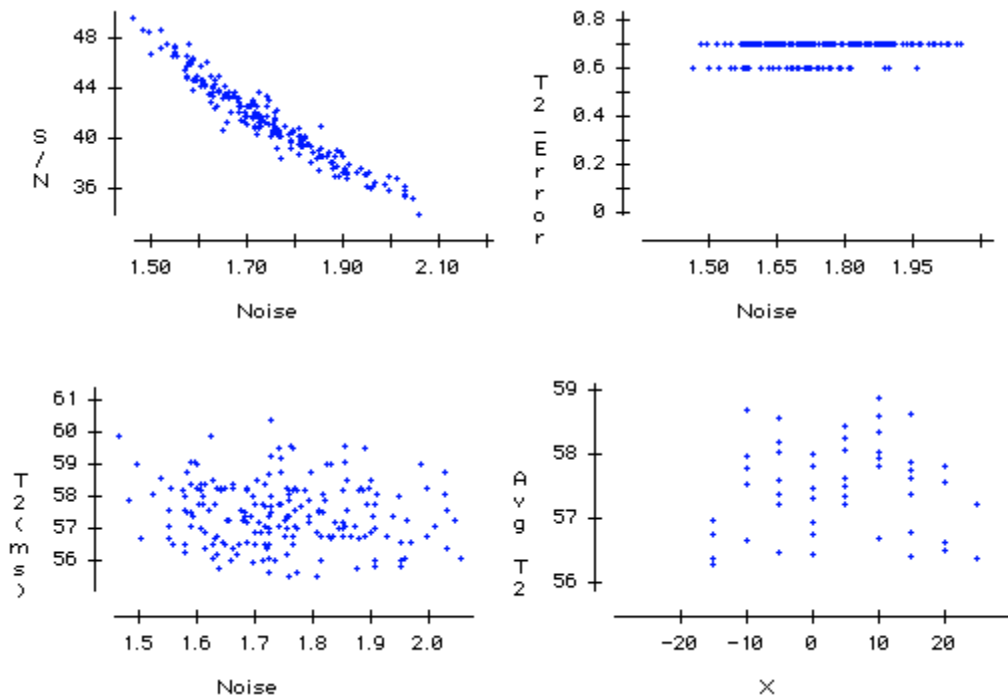 48
44
40
36
S/N
1.50 1.70 1.90 2.10
Noise
0.8
0.6
0.4
0.2
0
T2_Error
1.50 1.65 1.80 1.95
Noise
61
60
59
58
57
56
T2(ms)
1.5 1.6 1.7 1.8 1.9 2.0
Noise
59
58
57
56
Avg T2
-20 -10 0 10 20
X